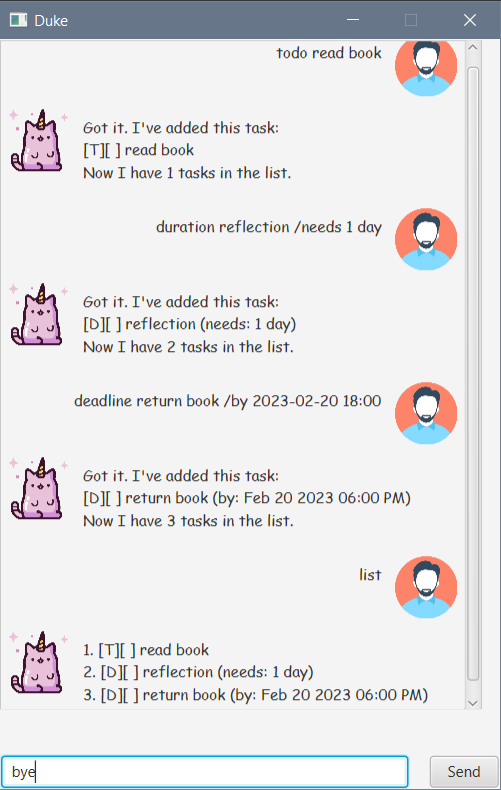 Duke
todo read book
Got it. I've added this task:
[T][ ] read book
Now I have 1 tasks in the list.
duration reflection /needs 1 day
Got it. I've added this task:
[D][ ] reflection (needs: 1 day)
Now I have 2 tasks in the list.
deadline return book /by 2023-02-20 18:00
Got it. I've added this task:
[D][ ] return book (by: Feb 20 2023 06:00 PM)
Now I have 3 tasks in the list.
list
1. [T][ ] read book
2. [D][ ] reflection (needs: 1 day)
3. [D][ ] return book (by: Feb 20 2023 06:00 PM)
bye
Send